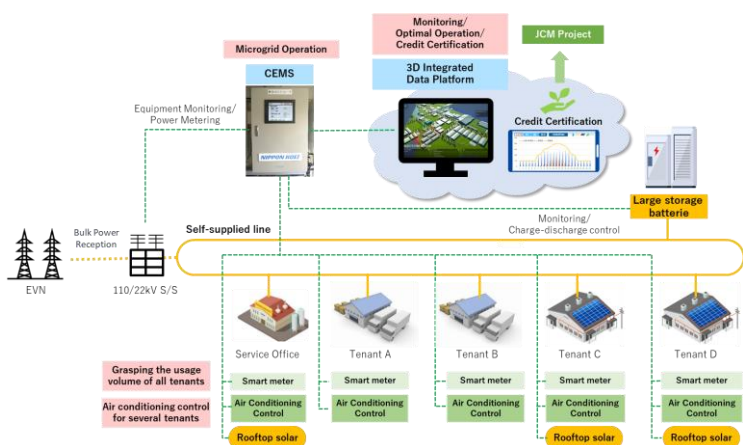 Monitoring/
Optimal Operation/
Credit Certification
JCM Project
Microgrid Operation
CEMS
3D Integrated
Data Platform
Equipment Monitoring/
Power Metering
Credit Certification
NIPPON KOEI
Large storage
batterie
Monitoring/
Charge-discharge control
Bulk Power
Reception
Self-supplied line
EVN
110/22kV S/S
Service Office
Tenant A
Tenant B
Tenant C
Tenant D
Grasping the usage
volume of all tenants
Smart meter
Smart meter
Smart meter
Smart meter
Smart meter
Air conditioning control
for several tenants
Air Conditioning
Control
Air Conditioning
Control
Air Conditioning
Control
Air Conditioning
Control
Air Conditioning
Control
Rooftop solar
Rooftop solar
Rooftop solar